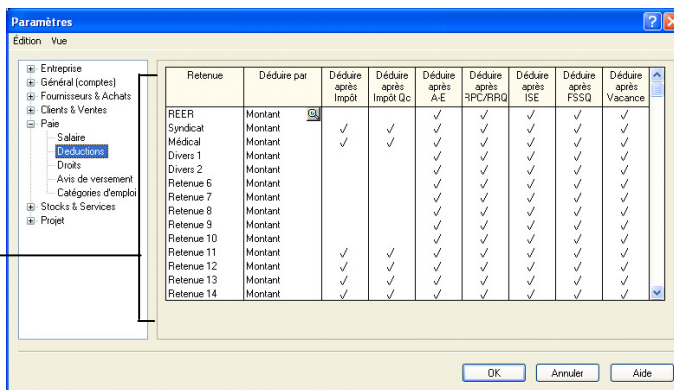 Paramètres
Édition Vue
Entreprise
Général (comptes)
Fournisseurs & Achats
Clients & Ventes
Paie
Salaire
Deductions
Droits
Avis de versement
Catégories d'emploi
Stocks & Services
Projet
Retenue Déduire par Déduire après Impôt Déduire après Impôt Qc Déduire après A-E Déduire après RPC/RRQ Déduire après ISE Déduire après FSSQ Déduire après Vacance
REER Montant ✓ ✓ ✓ ✓ ✓
Syndicat Montant ✓ ✓ ✓ ✓ ✓ ✓ ✓
Médical Montant ✓ ✓ ✓ ✓ ✓ ✓ ✓
Divers 1 Montant ✓ ✓ ✓ ✓ ✓
Divers 2 Montant ✓ ✓ ✓ ✓ ✓
Retenue 6 Montant ✓ ✓ ✓ ✓ ✓
Retenue 7 Montant ✓ ✓ ✓ ✓ ✓
Retenue 8 Montant ✓ ✓ ✓ ✓ ✓
Retenue 9 Montant ✓ ✓ ✓ ✓ ✓
Retenue 10 Montant ✓ ✓ ✓ ✓ ✓
Retenue 11 Montant ✓ ✓ ✓ ✓ ✓ ✓ ✓
Retenue 12 Montant ✓ ✓ ✓ ✓ ✓ ✓ ✓
Retenue 13 Montant ✓ ✓ ✓ ✓ ✓ ✓ ✓
Retenue 14 Montant ✓ ✓ ✓ ✓ ✓ ✓ ✓
OK Annuler Aide